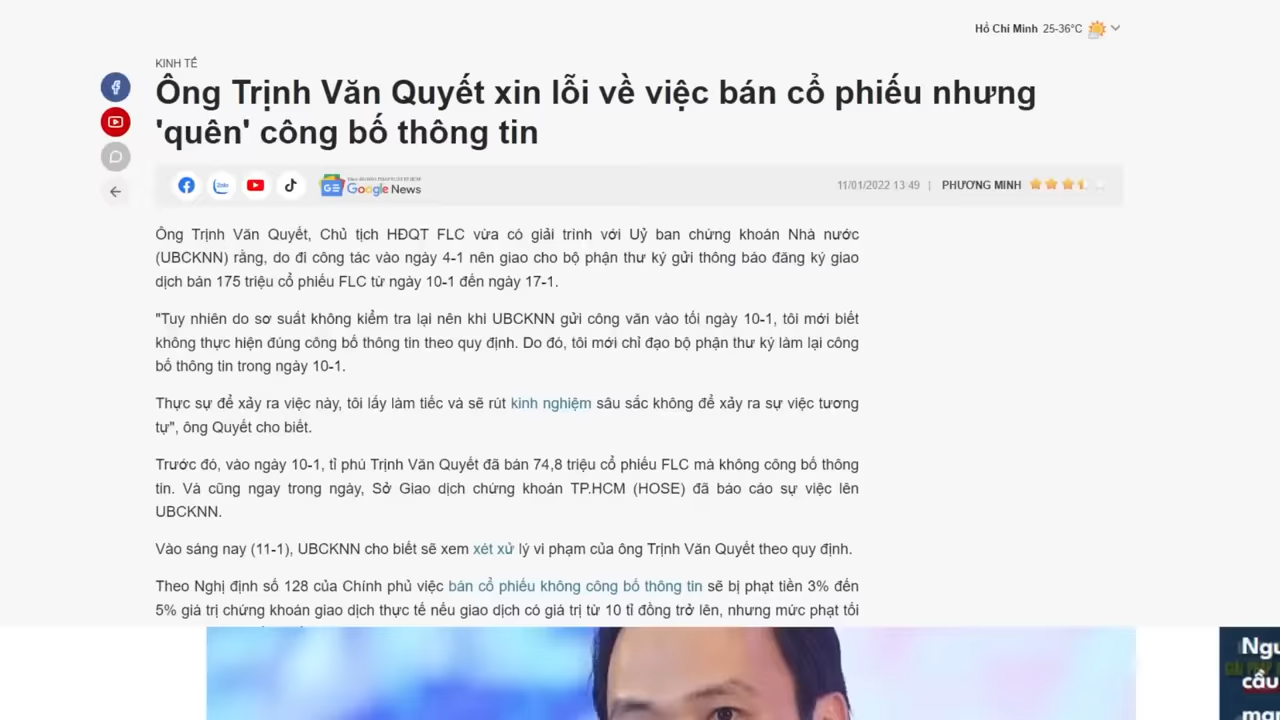 Hồ Chí Minh 25-36°C
KINH TẾ
Ông Trịnh Văn Quyết xin lỗi về việc bán cổ phiếu nhưng
'quên' công bố thông tin
Zalo
Google News
11/01/2022 13:49 | PHƯƠNG MINH
Ông Trịnh Văn Quyết, Chủ tịch HĐQT FLC vừa có giải trình với Uỷ ban chứng khoán Nhà nước
(UBCKNN) rằng, do đi công tác vào ngày 4-1 nên giao cho bộ phận thư ký gửi thông báo đăng ký giao
dịch bán 175 triệu cổ phiếu FLC từ ngày 10-1 đến ngày 17-1.
"Tuy nhiên do sơ suất không kiểm tra lại nên khi UBCKNN gửi công văn vào tối ngày 10-1, tôi mới biết
không thực hiện đúng công bố thông tin theo quy định. Do đó, tôi mới chỉ đạo bộ phận thư ký làm lại công
bố thông tin trong ngày 10-1.
Thực sự để xảy ra việc này, tôi lấy làm tiếc và sẽ rút kinh nghiệm sâu sắc không để xảy ra sự việc tương
tự", ông Quyết cho biết.
Trước đó, vào ngày 10-1, tỉ phú Trịnh Văn Quyết đã bán 74,8 triệu cổ phiếu FLC mà không công bố thông
tin. Và cũng ngay trong ngày, Sở Giao dịch chứng khoán TP.HCM (HOSE) đã báo cáo sự việc lên
UBCKNN.
Vào sáng nay (11-1), UBCKNN cho biết sẽ xem xét xử lý vi phạm của ông Trịnh Văn Quyết theo quy định.
Theo Nghị định số 128 của Chính phủ việc bán cổ phiếu không công bố thông tin sẽ bị phạt tiền 3% đến
5% giá trị chứng khoán giao dịch thực tế nếu giao dịch có giá trị từ 10 tỉ đồng trở lên, nhưng mức phạt tối
cầu